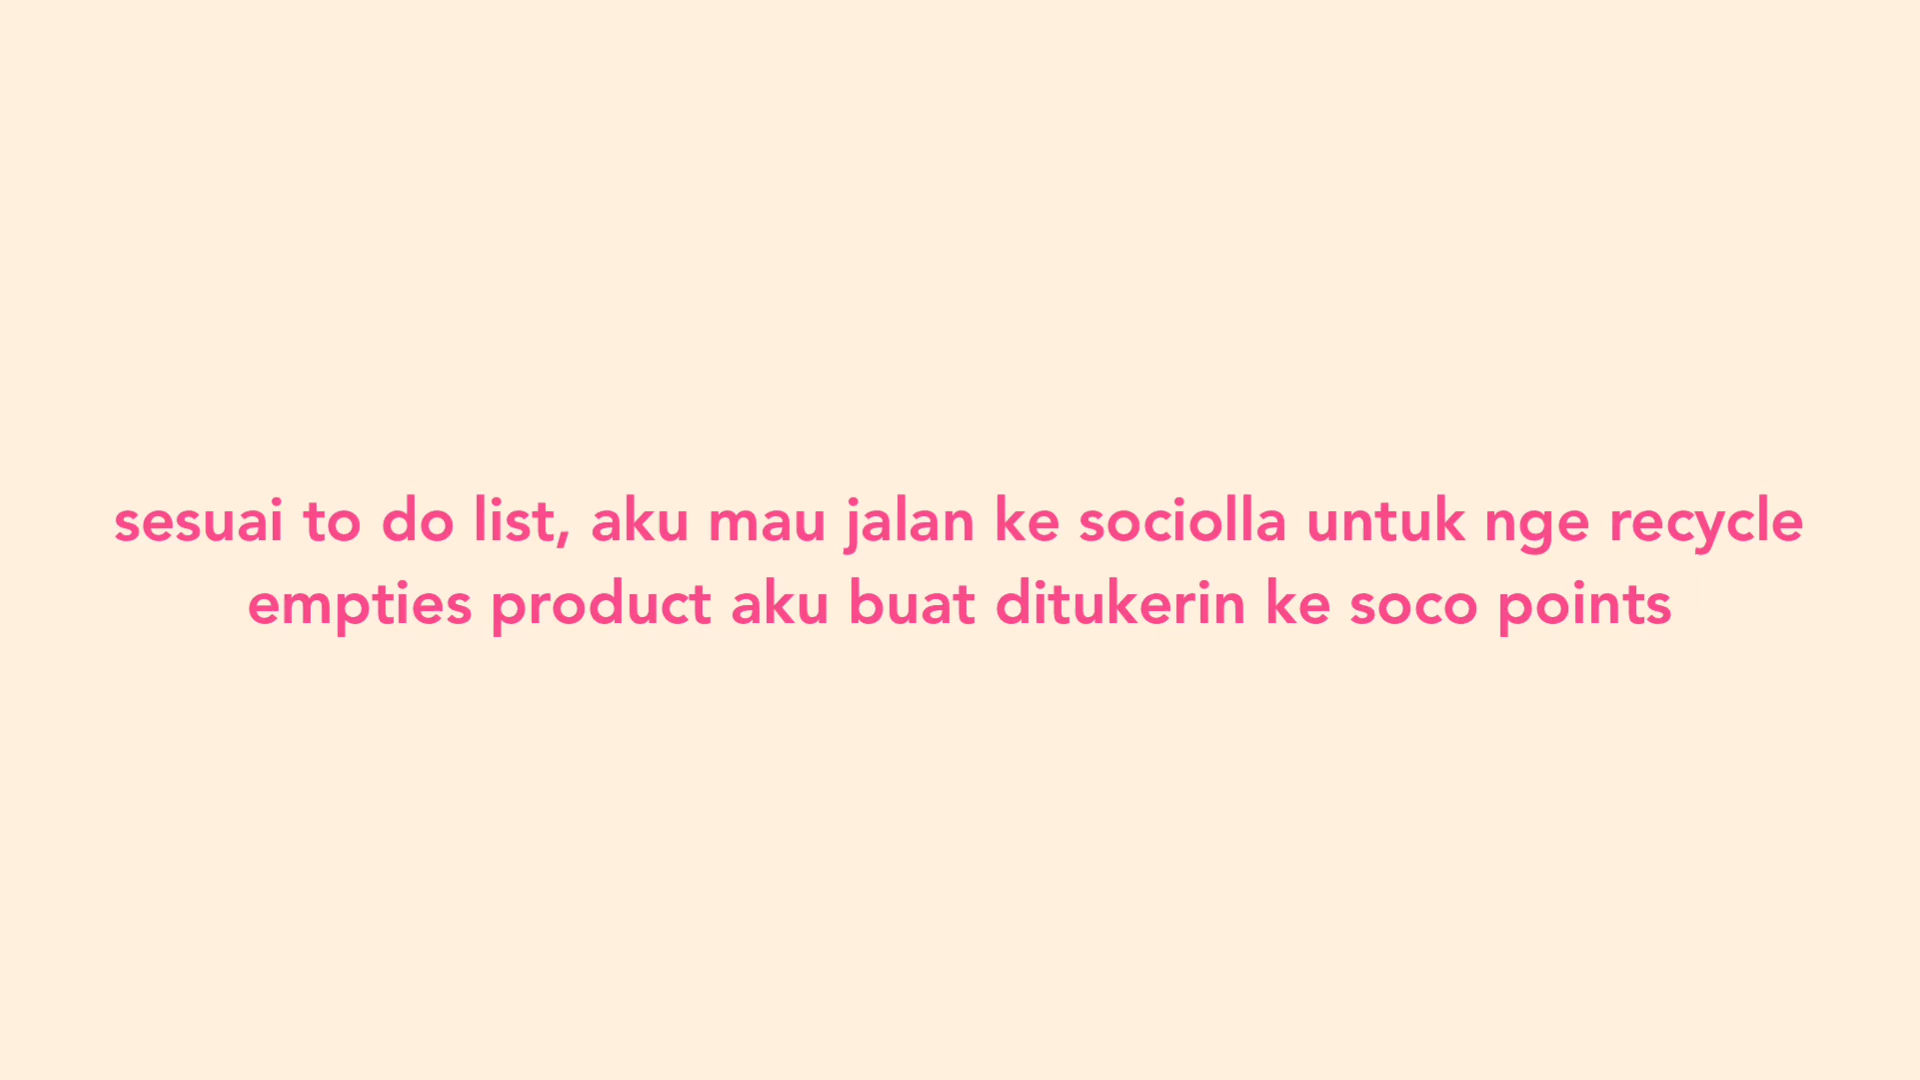 sesuai to do list, aku mau jalan ke sociolla untuk nge recycle
empties product aku buat ditukerin ke soco points